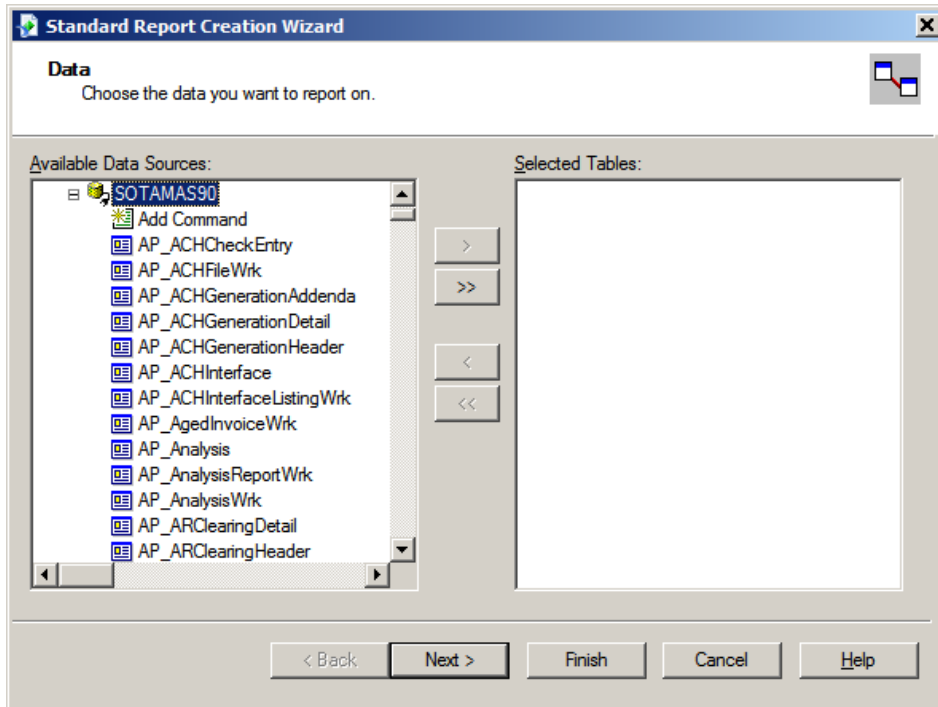 Standard Report Creation Wizard
Data
Choose the data you want to report on.
Available Data Sources:
SOTAMAS90
Add Command
AP_ACHCheckEntry
AP_ACHFileWrk
AP_ACHGenerationAddenda
AP_ACHGenerationDetail
AP_ACHGenerationHeader
AP_ACHInterface
AP_ACHInterfaceListingWrk
AP_AgedInvoiceWrk
AP_Analysis
AP_AnalysisReportWrk
AP_AnalysisWrk
AP_ARClearingDetail
AP_ARClearingHeader
>
>>
<
<<
Selected Tables:
< Back Next > Finish Cancel Help